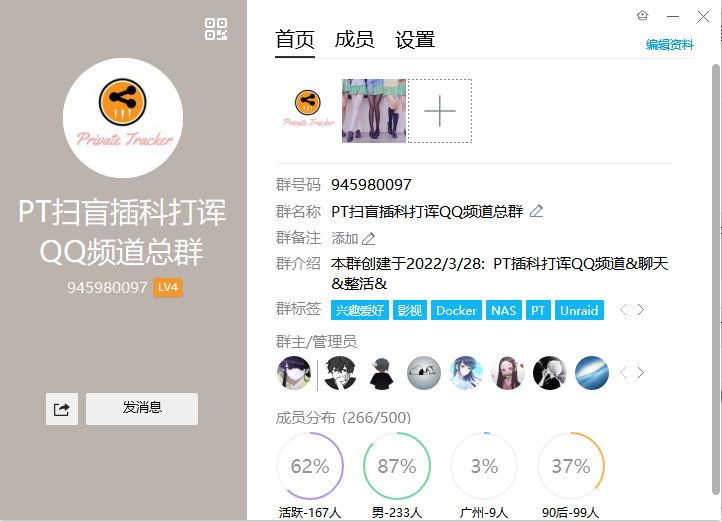 首页 成员 设置
编辑资料
Private Tracker
PT扫盲插科打诨
QQ频道总群
945980097 LV4
发消息
Private Tracker
群号码 945980097
群名称 PT扫盲插科打诨QQ频道总群
群备注 添加
群介绍 本群创建于2022/3/28: PT插科打诨QQ频道&聊天
&整活&
群标签 兴趣爱好 影视 Docker NAS PT Unraid
群主/管理员
成员分布 (266/500)
62% 87% 3% 37%
活跃-167人 男-233人 广州-9人 90后-99人